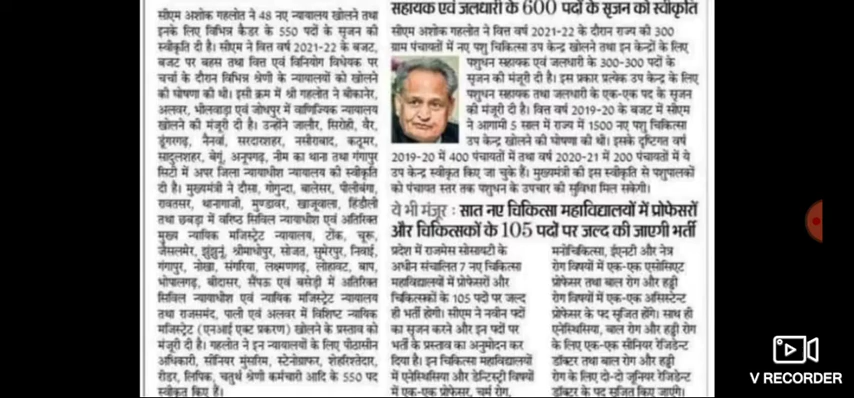 सीएम अशोक गहलोत ने 48 नए न्यायालय खोलने तथा
इनके लिए विभिन्न कैडर के 550 पदों के सृजन की
स्वीकृति दी है। सीएम ने वित्त वर्ष 2021-22 के बजट,
बजट पर बहस तथा वित्त एवं विनियोग विधेयक पर
चर्चा के दौरान विभिन्न श्रेणी के न्यायालयों को खोलने
की घोषणा की थी। इसी क्रम में श्री गहलोत ने बीकानेर,
अलवर, भीलवाड़ा एवं जोधपुर में वाणिज्यिक न्यायालय
खोलने की मंजूरी दी है। उन्होंने जालौर, सिरोही, वैर,
डूंगरगढ़, नैनवां, सरदारशहर, नसीराबाद, कठूमर,
सादुलशहर, बेगूं, अनूपगढ़, नीम का थाना तथा गंगापुर
सिटी में अपर जिला न्यायाधीश न्यायालय की स्वीकृति
दी है। मुख्यमंत्री ने दौसा, गोगुन्दा, बालेसर, पीलीबंगा,
रावतसर, थानागाजी, मुण्डावर, खाजूवाला, हिंडौली
तथा छबड़ा में वरिष्ठ सिविल न्यायाधीश एवं अतिरिक्त
मुख्य न्यायिक मजिस्ट्रेट न्यायालय, टोंक, चूरू,
जैसलमेर, झुंझुनूं, श्रीमाधोपुर, सोजत, सुमेरपुर, निवाई,
गंगापुर, नोखा, संगरिया, लक्ष्मणगढ़, लोहावट, बाप,
भोपालगढ़, बीदासर, सैंपऊ एवं बसेड़ी में अतिरिक्त
सिविल न्यायाधीश एवं न्यायिक मजिस्ट्रेट न्यायालय
तथा राजसमंद, पाली एवं अलवर में विशिष्ट न्यायिक
मजिस्ट्रेट (एनआई एक्ट प्रकरण) खोलने के प्रस्ताव को
मंजूरी दी है। गहलोत ने इन न्यायालयों के लिए पीठासीन
अधिकारी, सीनियर मुंसरिम, स्टेनोग्राफर, शेहरिश्तेदार,
रीडर, लिपिक, चतुर्थ श्रेणी कर्मचारी आदि के 550 पद
स्वीकृत किए हैं।
सहायक एवं जलधारी के 600 पदों के सृजन को स्वीकृति
सीएम अशोक गहलोत ने वित्त वर्ष 2021-22 के दौरान राज्य की 300
ग्राम पंचायतों में नए पशु चिकित्सा उप केन्द्र खोलने तथा इन केन्द्रों के लिए
पशुधन सहायक एवं जलधारी के 300-300 पदों के
सृजन की मंजूरी दी है। इस प्रकार प्रत्येक उप केन्द्र के लिए
पशुधन सहायक तथा जलधारी के एक-एक पद के सृजन
की मंजूरी दी है। वित्त वर्ष 2019-20 के बजट में सीएम
ने आगामी 5 साल में राज्य में 1500 नए पशु चिकित्सा
उप केन्द्र खोलने की घोषणा की थी। इसके दृष्टिगत वर्ष
2019-20 में 400 पंचायतों में तथा वर्ष 2020-21 में 200 पंचायतों में ये
उप केन्द्र स्वीकृत किए जा चुके हैं। मुख्यमंत्री की इस स्वीकृति से पशुपालकों
को पंचायत स्तर तक पशुधन के उपचार की सुविधा मिल सकेगी।
ये भी मंजूर : सात नए चिकित्सा महाविद्यालयों में प्रोफेसरों
और चिकित्सकों के 105 पदों पर जल्द की जाएगी भर्ती
प्रदेश में राजमेस सोसायटी के
अधीन संचालित 7 नए चिकित्सा
महाविद्यालयों में प्रोफेसरों और
चिकित्सकों के 105 पदों पर जल्द
ही भर्ती होगी। सीएम ने नवीन पदों
का सृजन करने और इन पदों पर
भर्ती के प्रस्ताव का अनुमोदन कर
दिया है। इन चिकित्सा महाविद्यालयों
में एनेस्थिसिया और डेन्टिस्ट्री विषयों
में एक-एक प्रोफेसर, चर्म रोग,
मनोचिकित्सा, ईएनटी और नेत्र
रोग विषयों में एक-एक एसोसिएट
प्रोफेसर तथा बाल रोग और हड्डी
रोग विषयों में एक-एक असिस्टेन्ट
प्रोफेसर के पद सृजित होंगे। साथ ही
एनेस्थिसिया, बाल रोग और हड्डी रोग
के लिए एक-एक सीनियर रेजिडेन्ट
डॉक्टर तथा बाल रोग और हड्डी
रोग के लिए दो-दो जूनियर रेजिडेन्ट
डॉक्टर के पद सृजित किए जाएंगे।
V RECORDER